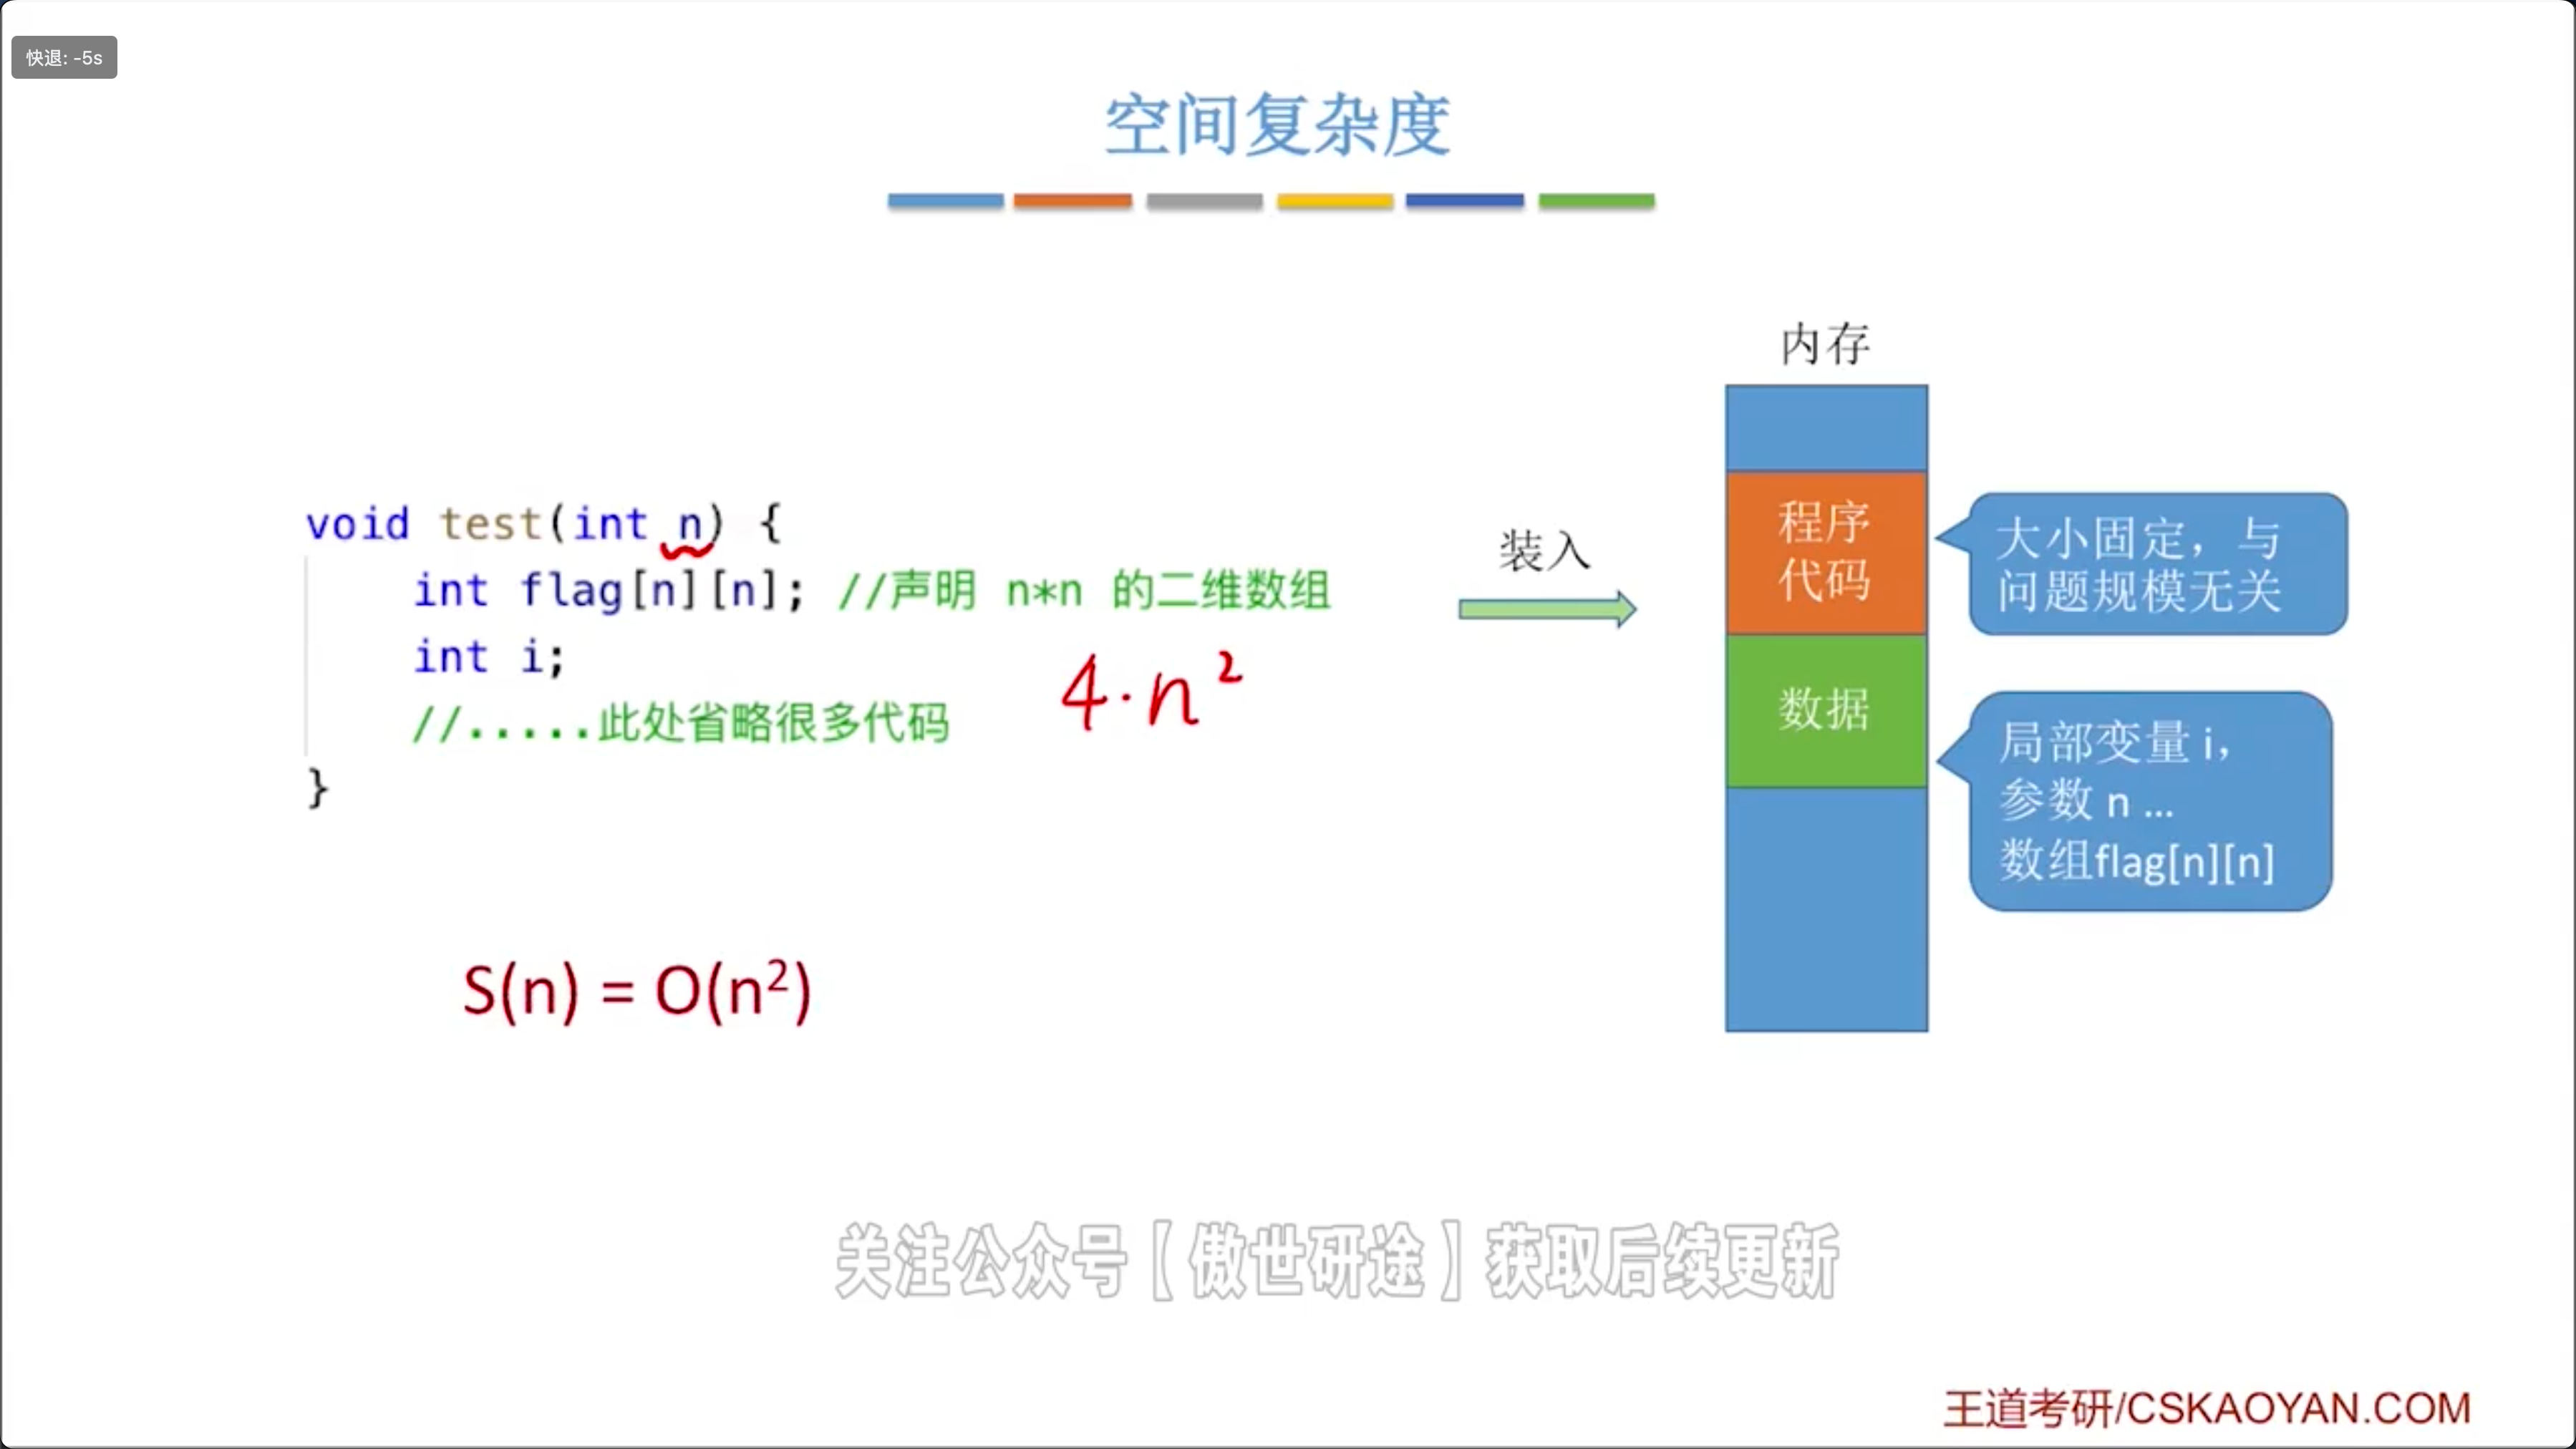 快退: -5s
空间复杂度
内存
void test(int n) {
int flag[n][n]; //声明 n*n 的二维数组
int i;
//.....此处省略很多代码
}
4·n²
装入
程序
代码
大小固定，与
问题规模无关
数据
局部变量 i，
参数 n ...
数组flag[n][n]
S(n) = O(n²)
关注公众号【傲世研途】获取后续更新
王道考研/CSKAOYAN.COM